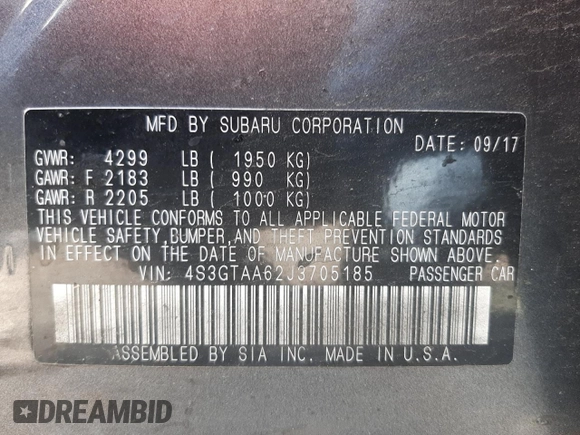 MFD BY SUBARU CORPORATION
DATE: 09/17
GVWR: 4299 LB ( 1950 KG)
GAWR: F 2183 LB ( 990 KG)
GAWR: R 2205 LB ( 1000 KG)
THIS VEHICLE CONFORMS TO ALL APPLICABLE FEDERAL MOTOR
VEHICLE SAFETY,BUMPER,AND THEFT PREVENTION STANDARDS
IN EFFECT ON THE DATE OF MANUFACTURE SHOWN ABOVE.
VIN: 4S3GTAA62J3705185 PASSENGER CAR
ASSEMBLED BY SIA INC. MADE IN U.S.A.
DREAMBID